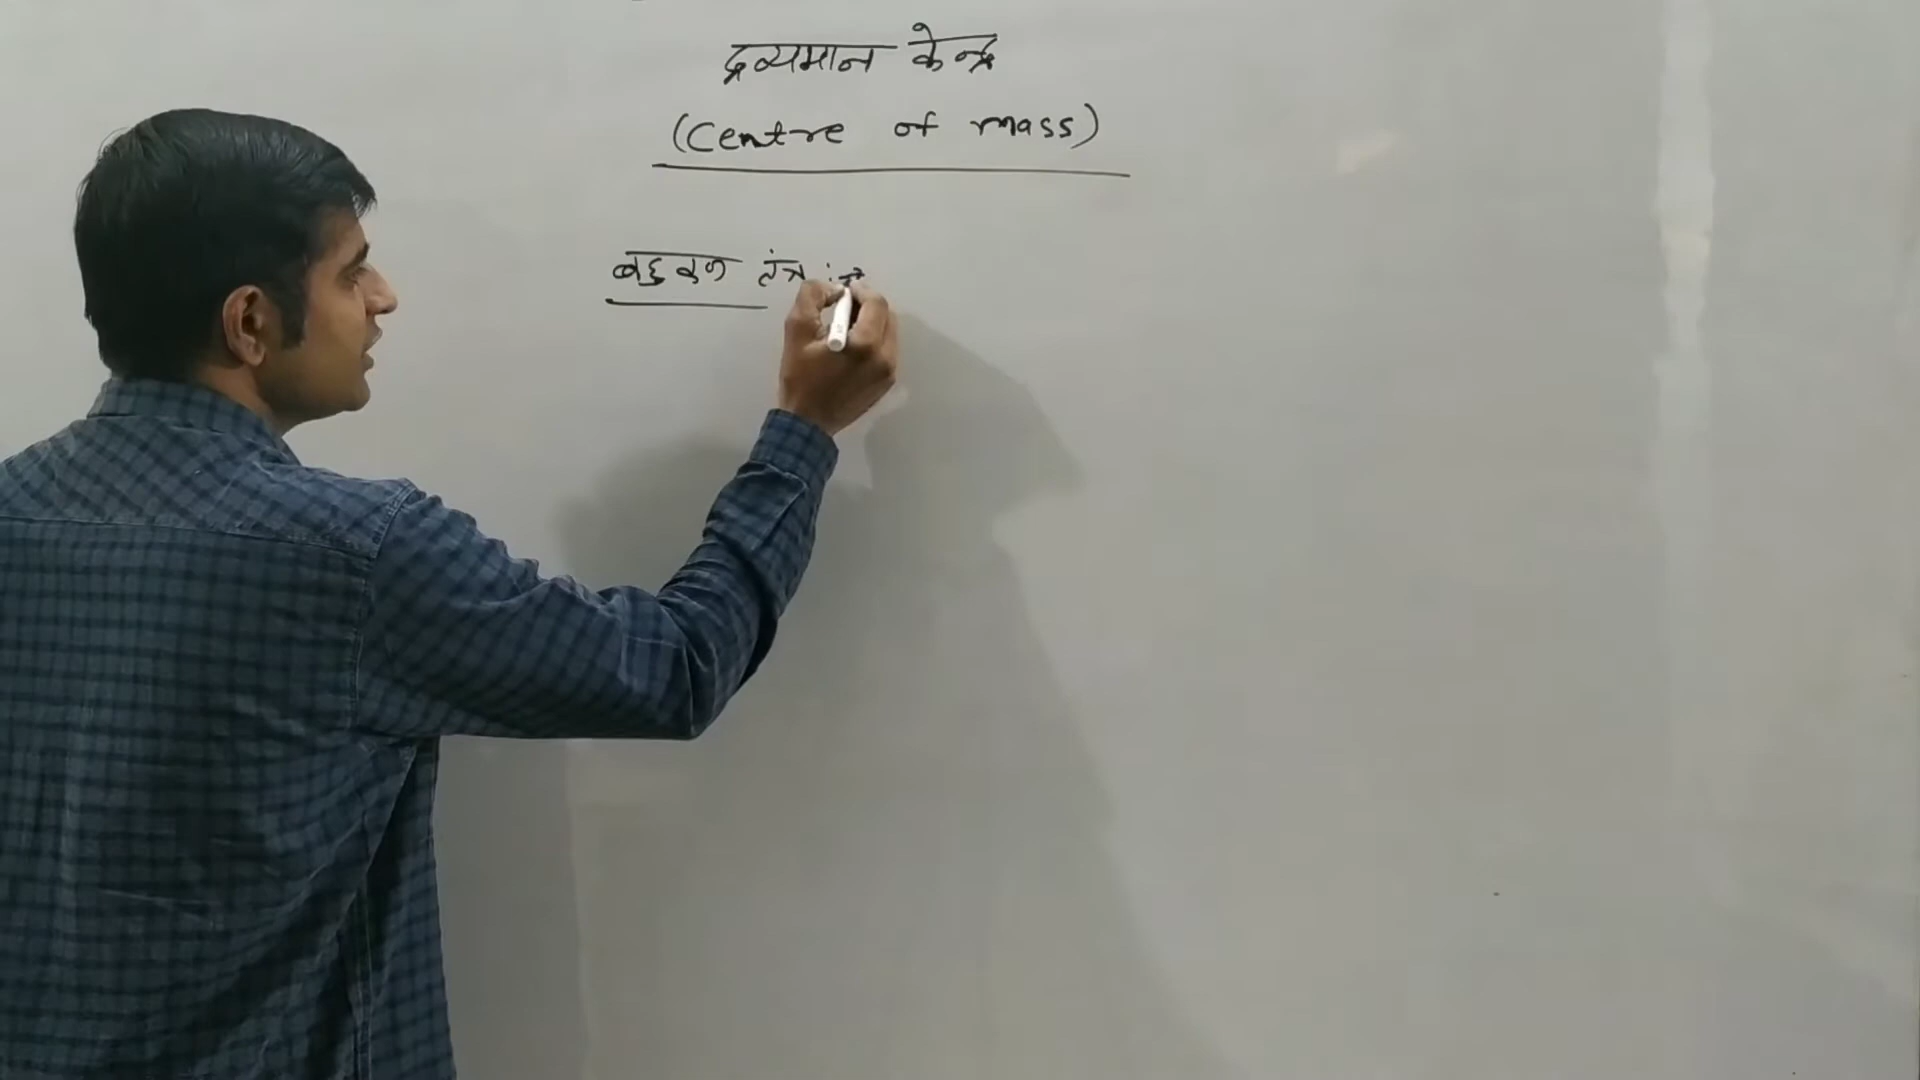 द्रव्यमान केन्द्र
(Centre of mass)
बहु कण तंत्र :→